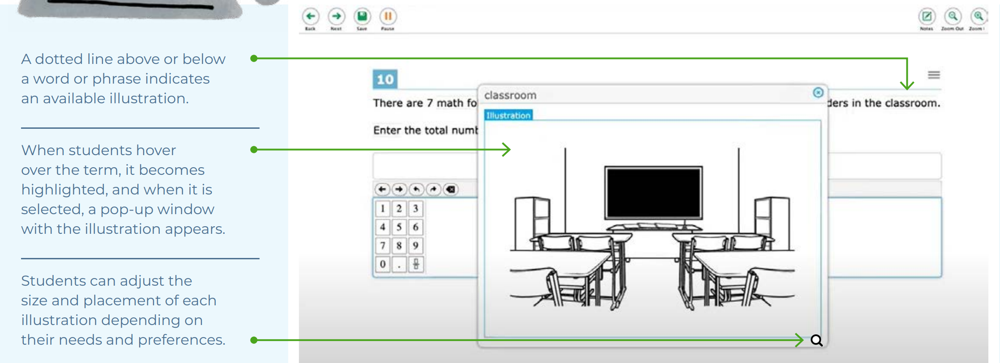 Back Next Save Pause
Notes Zoom Out Zoom
A dotted line above or below
a word or phrase indicates
an available illustration.
When students hover
over the term, it becomes
highlighted, and when it is
selected, a pop-up window
with the illustration appears.
Students can adjust the
size and placement of each
illustration depending on
their needs and preferences.
10
There are 7 math fo
ders in the classroom.
Enter the total numb
classroom
Illustration
1 2 3
4 5 6
7 8 9
0 .